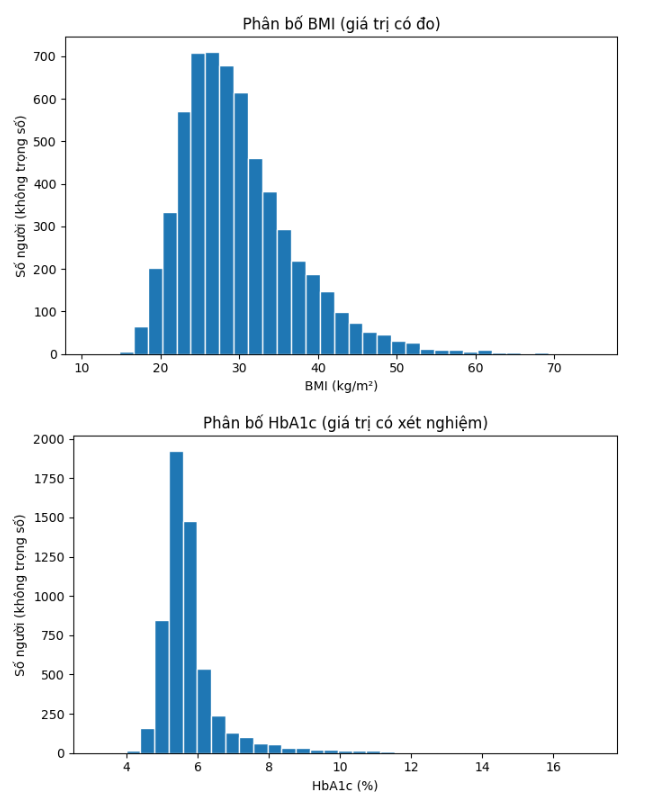 Phân bố BMI (giá trị có đo)
Số người (không trọng số)
700
600
500
400
300
200
100
0
10 20 30 40 50 60 70
BMI (kg/m²)
Phân bố HbA1c (giá trị có xét nghiệm)
Số người (không trọng số)
2000
1750
1500
1250
1000
750
500
250
0
4 6 8 10 12 14 16
HbA1c (%)